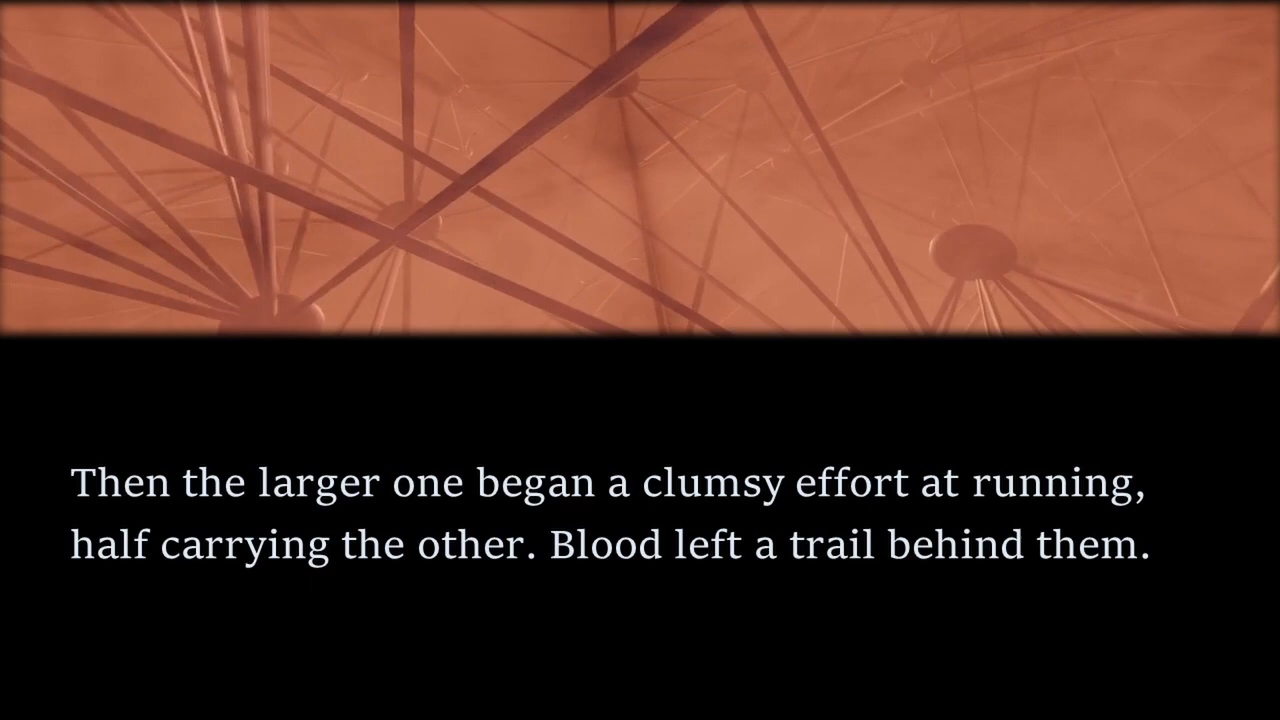 Then the larger one began a clumsy effort at running,
half carrying the other. Blood left a trail behind them.